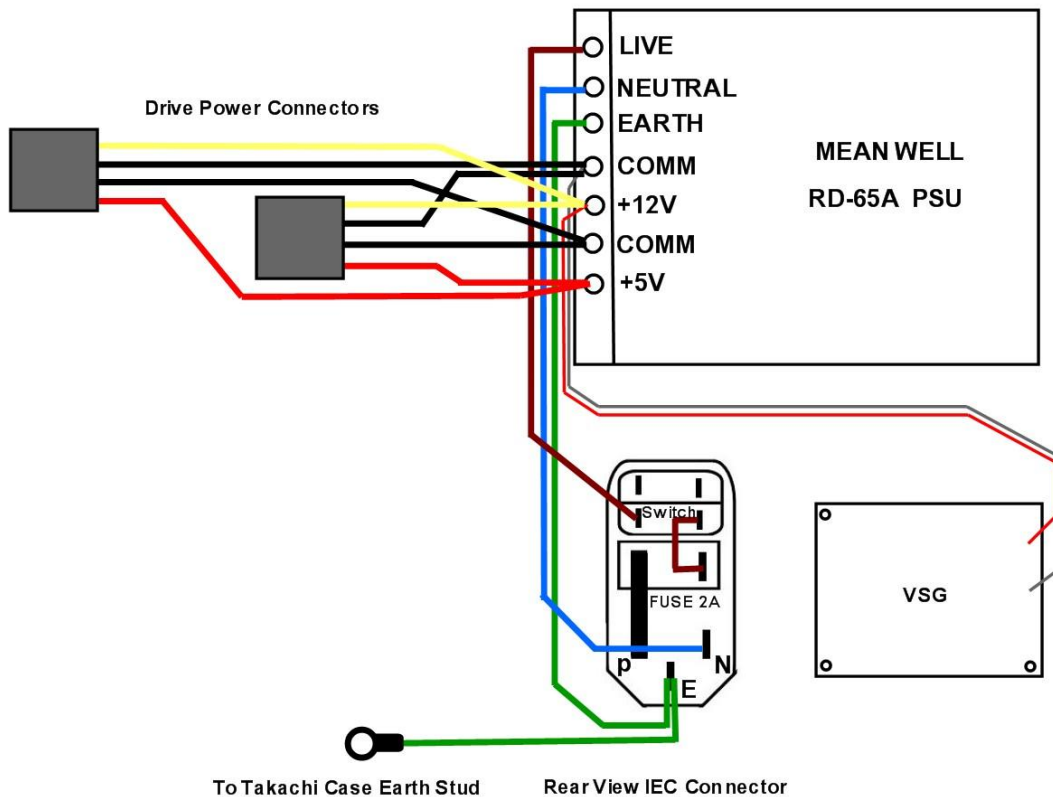 LIVE
NEUTRAL
Drive Power Connectors
EARTH
COMM
MEAN WELL
+12V
RD-65A PSU
COMM
+5V
Switch
FUSE 2A
VSG
p
N
E
To Takachi Case Earth Stud
Rear View IEC Connector